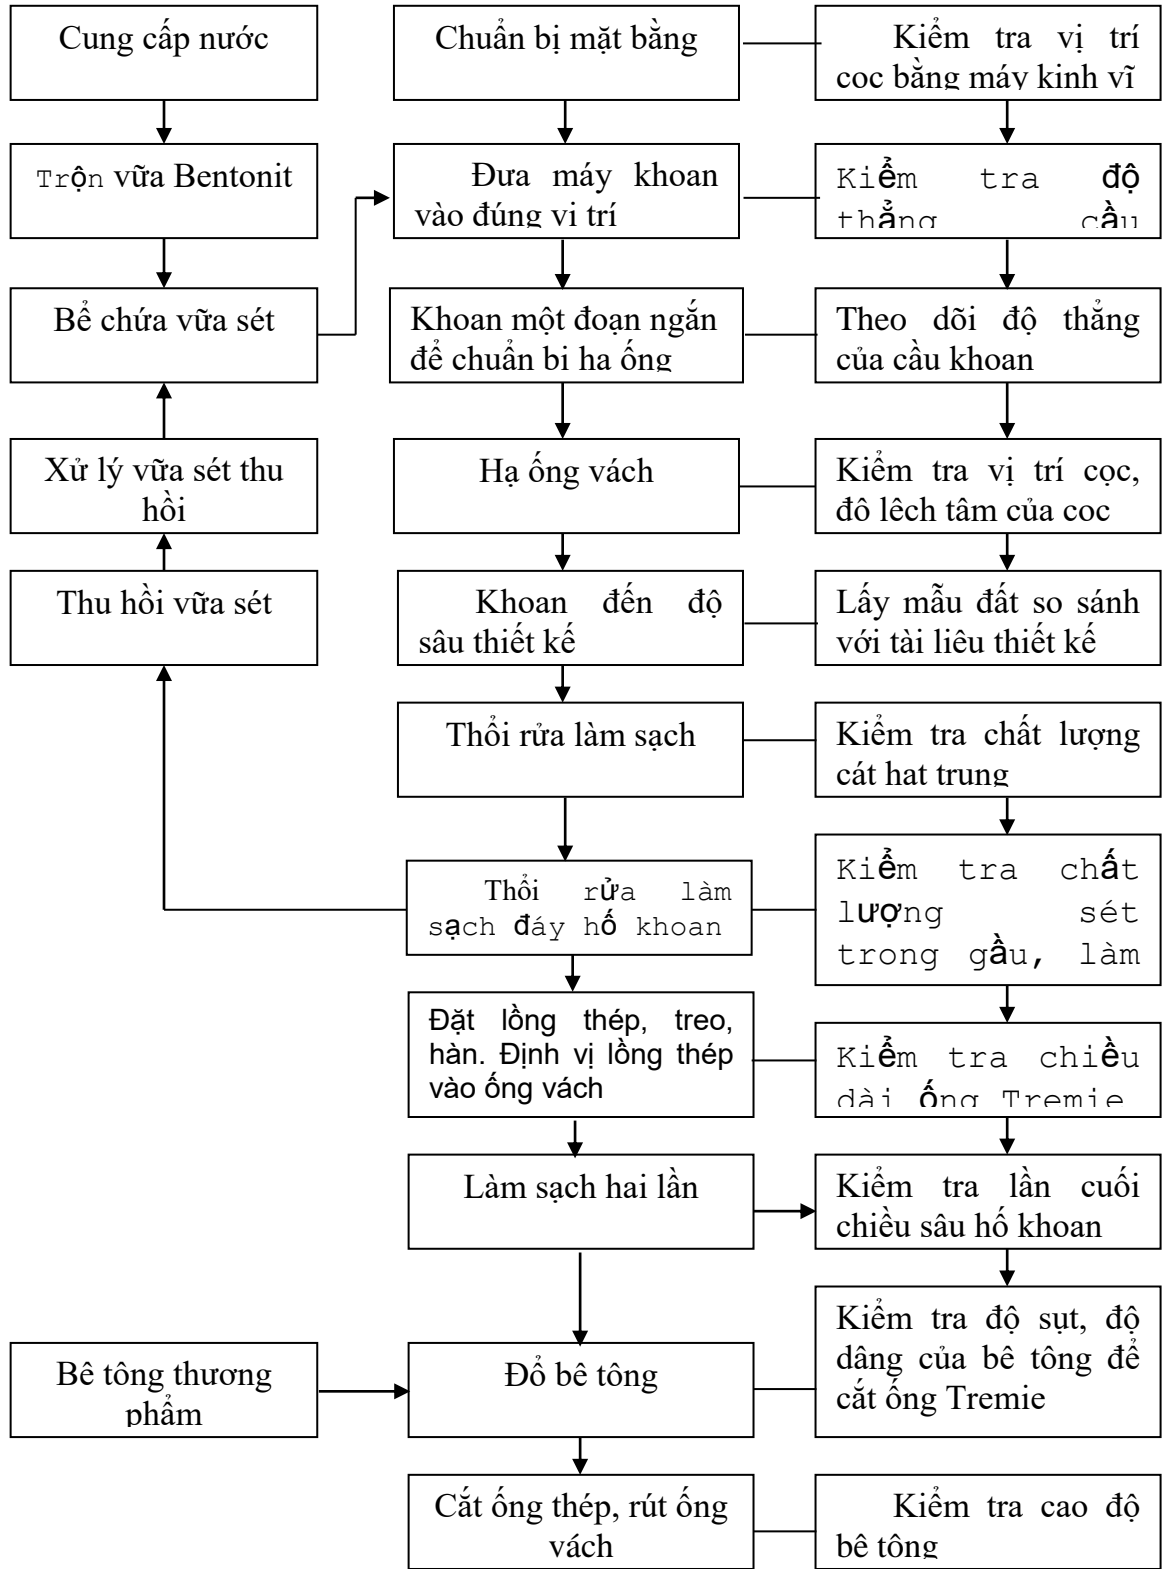 Cung cấp nước
Chuẩn bị mặt bằng
Kiểm tra vị trí
coc bằng máy kinh vĩ
Trộn vữa Bentonit
Đưa máy khoan
vào đúng vi trí
Kiểm tra độ
thẳng cầu
Bể chứa vữa sét
Khoan một đoạn ngắn
để chuẩn bi ha ống
Theo dõi độ thẳng
của cầu khoan
Xử lý vữa sét thu
hồi
Hạ ống vách
Kiểm tra vị trí cọc,
đô lêch tâm của coc
Thu hồi vữa sét
Khoan đến độ
sâu thiết kế
Lấy mẫu đất so sánh
với tài liêu thiết kế
Thổi rửa làm sạch
Kiểm tra chất lượng
cát hat trung
Thổi rửa làm
sạch đáy hố khoan
Kiểm tra chất
lượng sét
trong gầu, làm
Đặt lồng thép, treo,
hàn. Định vị lồng thép
vào ống vách
Kiểm tra chiều
dài ống Tremie
Làm sạch hai lần
Kiểm tra lần cuối
chiều sâu hố khoan
Bê tông thương
phẩm
Đổ bê tông
Kiểm tra độ sụt, độ
dâng của bê tông để
cắt ống Tremie
Cắt ống thép, rút ống
vách
Kiểm tra cao độ
bê tông